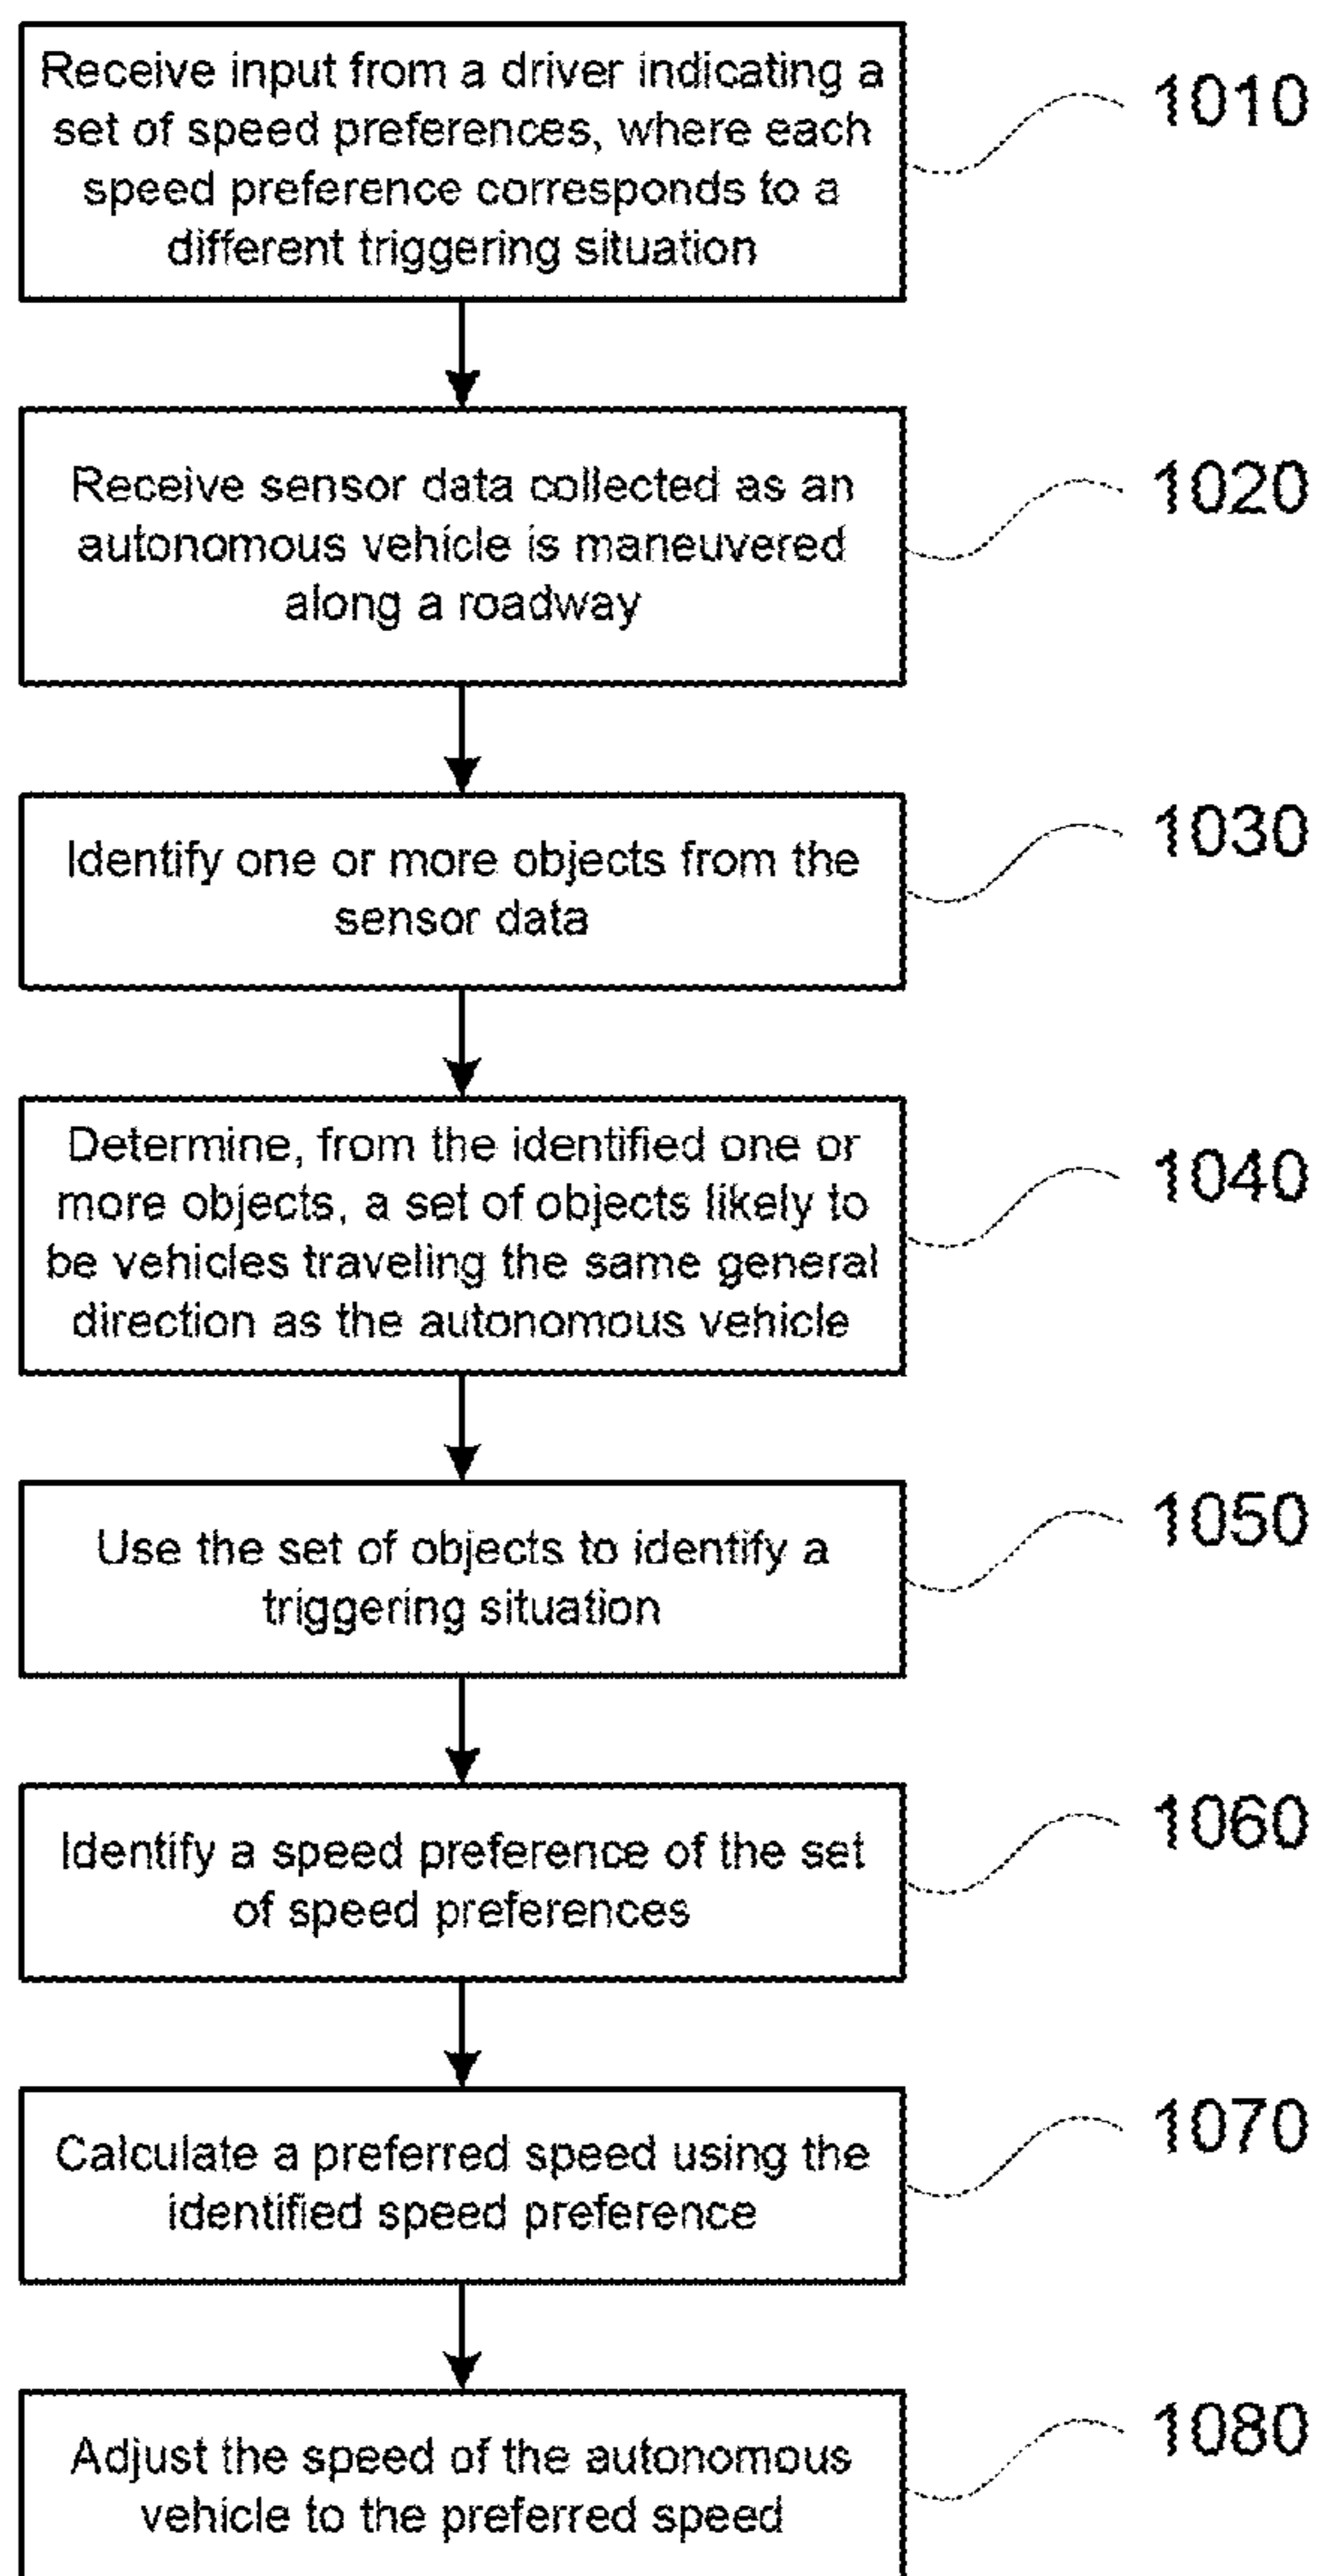 Receive input from a driver indicating a
set of speed preferences, where each
speed preference corresponds to a
different triggering situation
1010
Receive sensor data collected as an
autonomous vehicle is maneuvered
along a roadway
1020
Identify one or more objects from the
sensor data
1030
Determine, from the identified one or
more objects, a set of objects likely to
be vehicles traveling the same general
direction as the autonomous vehicle
1040
Use the set of objects to identify a
triggering situation
1050
Identify a speed preference of the set
of speed preferences
1060
Calculate a preferred speed using the
identified speed preference
1070
Adjust the speed of the autonomous
vehicle to the preferred speed
1080